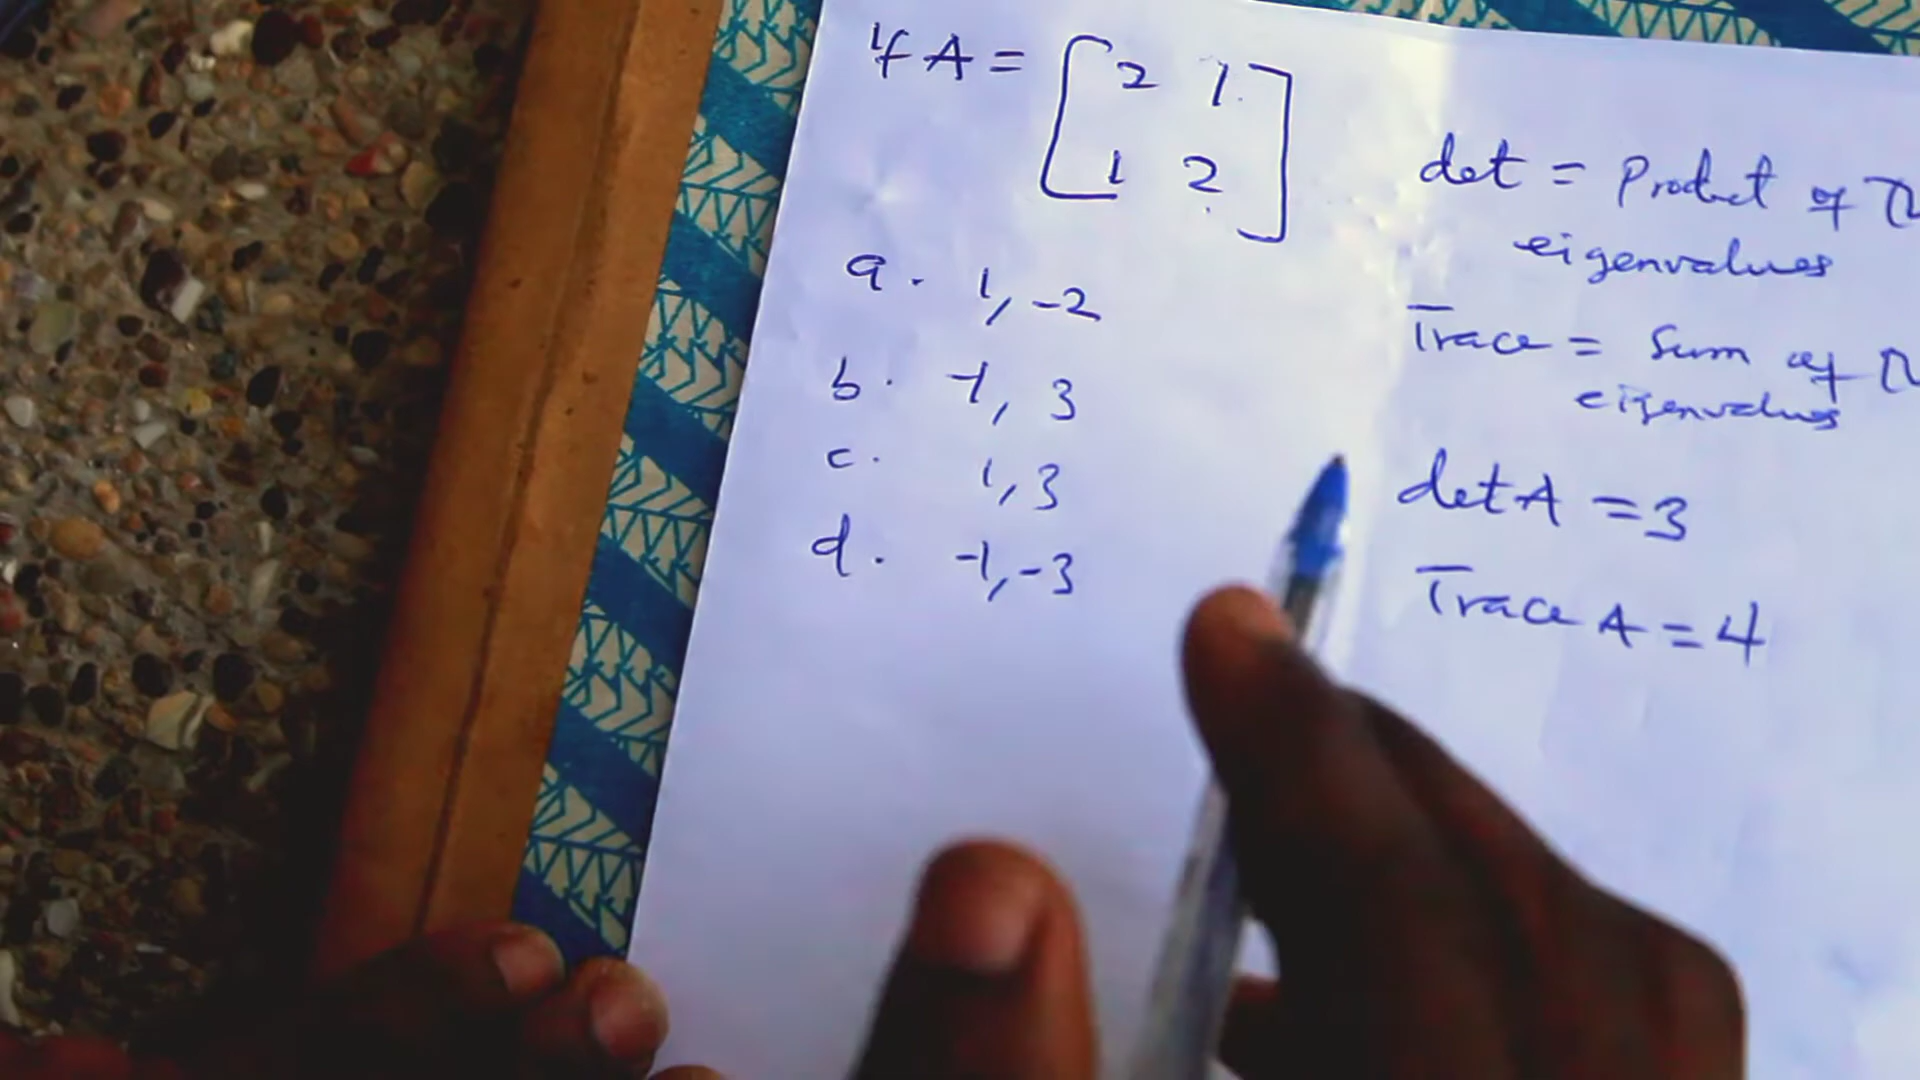 If A = [2 1
1 2]
a. 1, -2
b. -1, 3
c. 1, 3
d. -1, -3
det = Product of
eigenvalues
Trace = Sum of
eigenvalues
det A = 3
Trace A = 4